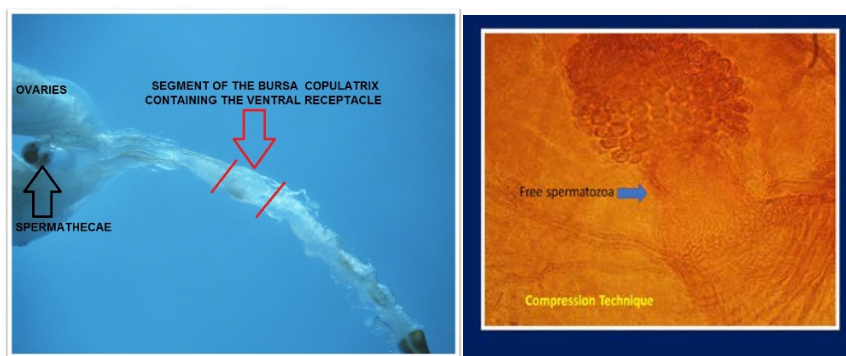 OVARIES
SEGMENT OF THE BURSA COPULATRIX
CONTAINING THE VENTRAL RECEPTACLE
SPERMATHECAE
Free spermatozoa
Compression Technique